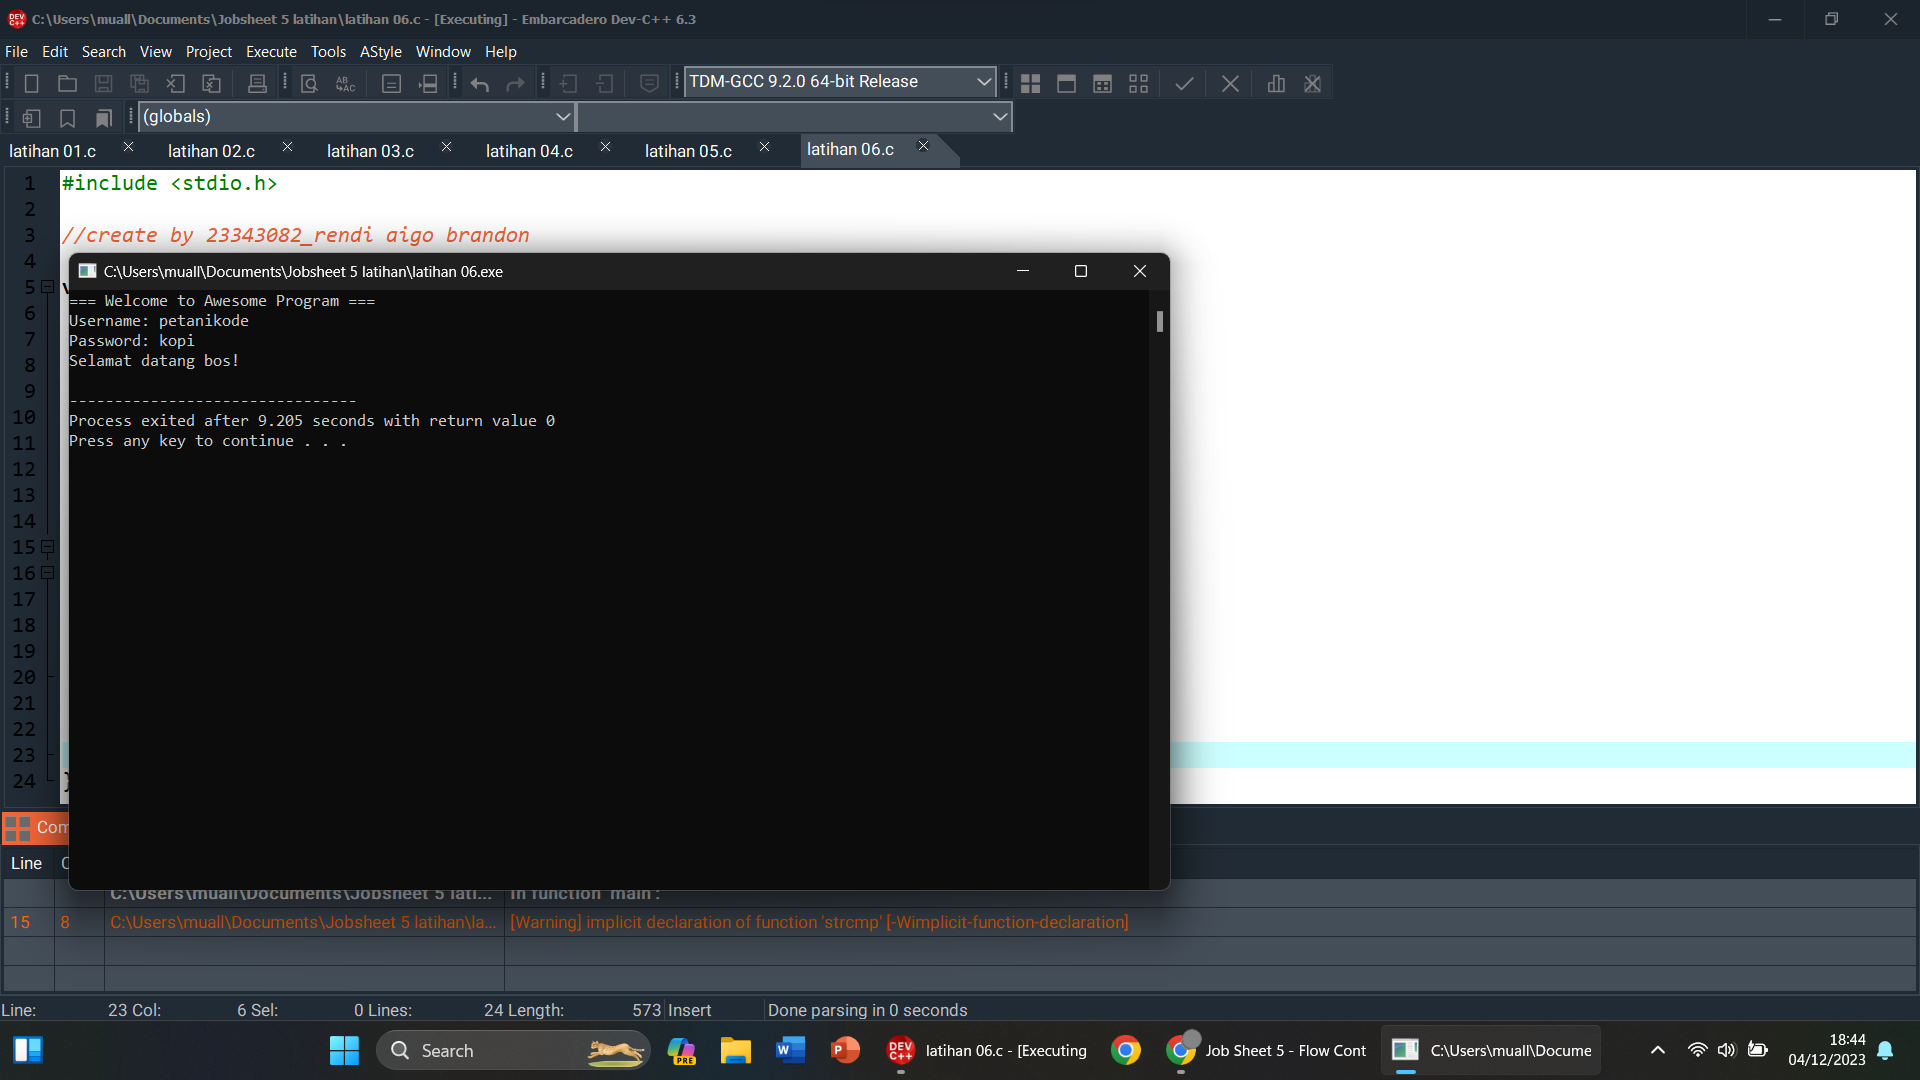 C:\Users\muall\Documents\Jobsheet 5 latihan\latihan 06.c - [Executing] - Embarcadero Dev-C++ 6.3
File Edit Search View Project Execute Tools AStyle Window Help
TDM-GCC 9.2.0 64-bit Release
(globals)
latihan 01.c latihan 02.c latihan 03.c latihan 04.c latihan 05.c latihan 06.c
1 #include <stdio.h>
2
3 //create by 23343082_rendi aigo brandon
4
5
6
7
8
9
10
11
12
13
14
15
16
17
18
19
20
21
22
23
24 }
C:\Users\muall\Documents\Jobsheet 5 latihan\latihan 06.exe
=== Welcome to Awesome Program ===
Username: petanikode
Password: kopi
Selamat datang bos!
--------------------------------
Process exited after 9.205 seconds with return value 0
Press any key to continue . . .
Line
C:\Users\muall\Documents\Jobsheet 5 lati... In function 'main':
15 8 C:\Users\muall\Documents\Jobsheet 5 latihan\la... [Warning] implicit declaration of function 'strcmp' [-Wimplicit-function-declaration]
Line: 23 Col: 6 Sel: 0 Lines: 24 Length: 573 Insert Done parsing in 0 seconds
Search
PRE
DEV C++
latihan 06.c - [Executing
Job Sheet 5 - Flow Cont
C:\Users\muall\Docume
18:44
04/12/2023